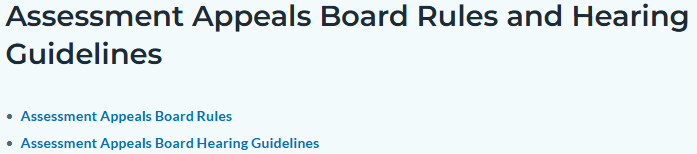 Assessment Appeals Board Rules and Hearing
Guidelines
• Assessment Appeals Board Rules
• Assessment Appeals Board Hearing Guidelines